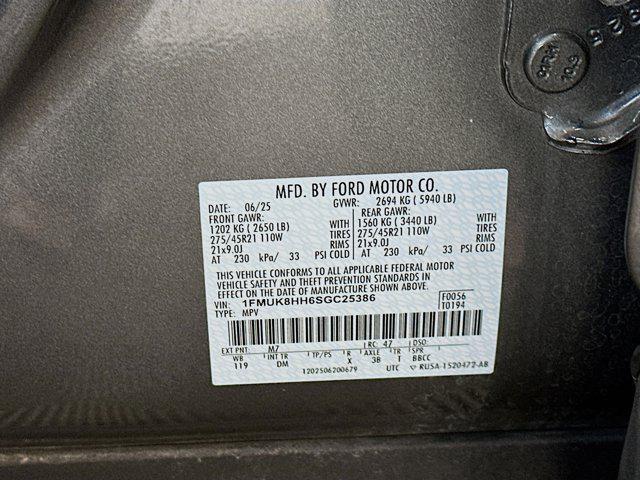 MFD. BY FORD MOTOR CO.
DATE: 06/25 GVWR: 2694 KG ( 5940 LB)
FRONT GAWR: REAR GAWR:
1202 KG ( 2650 LB) WITH 1560 KG ( 3440 LB) WITH
275/45R21 110W TIRES 275/45R21 110W TIRES
21x9.0J RIMS 21x9.0J RIMS
AT 230 kPa/ 33 PSI COLD AT 230 kPa/ 33 PSI COLD
THIS VEHICLE CONFORMS TO ALL APPLICABLE FEDERAL MOTOR
VEHICLE SAFETY AND THEFT PREVENTION STANDARDS IN
EFFECT ON THE DATE OF MANUFACTURE SHOWN ABOVE.
VIN: 1FMUK8HH6SGC25386 F0056
TYPE: MPV T0194
EXT PNT: M7 RC: 47 DSO:
WB INT TR TP/PS R AXLE TR SPR
119 DM X 3B T BBCC
1202506200679 UTC ▽ RU5A-1520472-AB
10.9